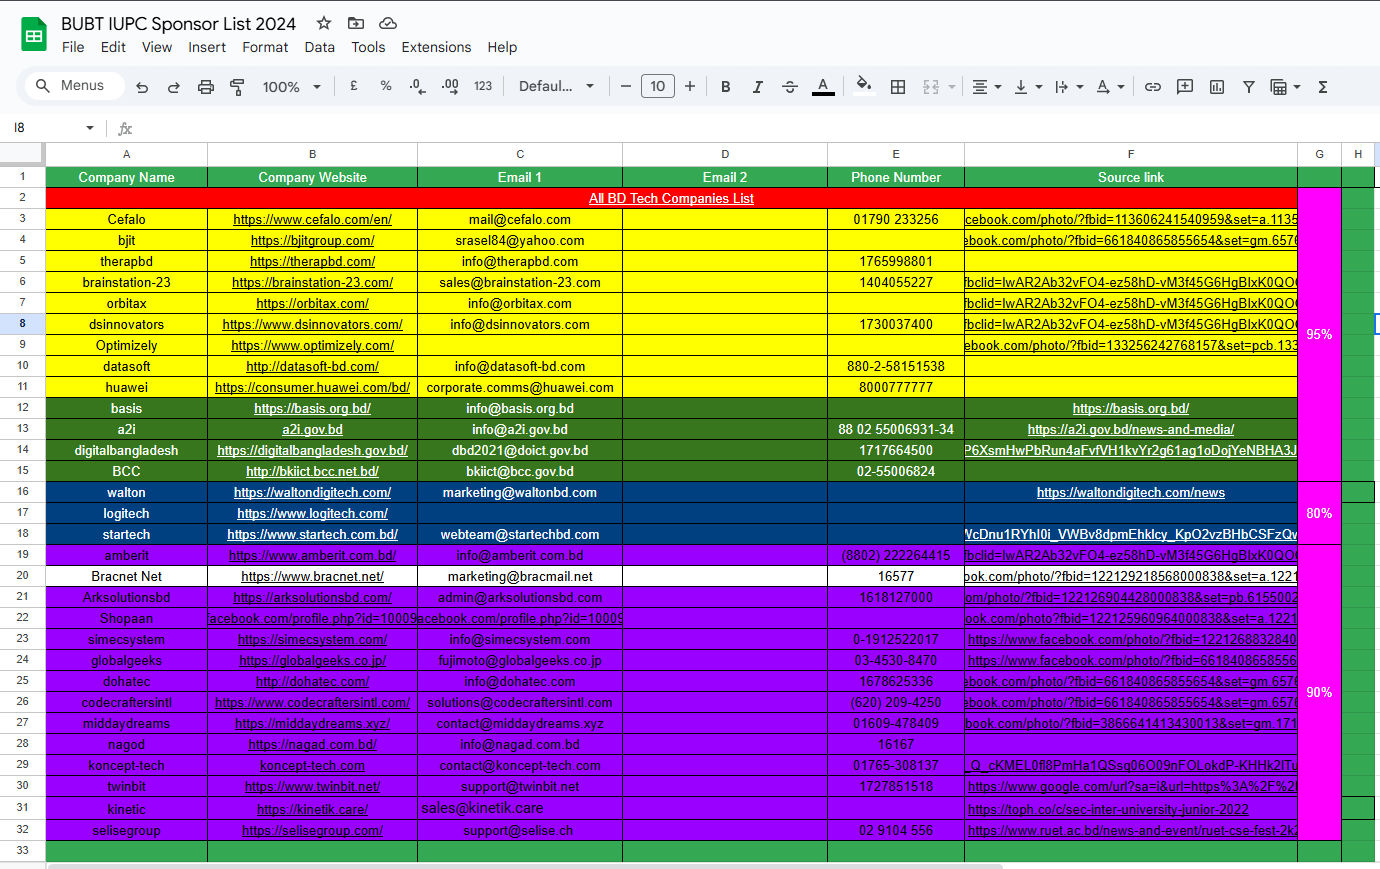 BUBT IUPC Sponsor List 2024
File Edit View Insert Format Data Tools Extensions Help
Menus 100% £ % .0 .00 123 Defaul... 10 B I A
I8 fx
A B C D E F G H
1 Company Name Company Website Email 1 Email 2 Phone Number Source link
2 All BD Tech Companies List
3 Cefalo https://www.cefalo.com/en/ mail@cefalo.com 01790 233256 cebook.com/photo/?fbid=113606241540959&set=a.1135
4 bjit https://bjitgroup.com/ srasel84@yahoo.com ebook.com/photo/?fbid=661840865855654&set=gm.6576
5 therapbd https://therapbd.com/ info@therapbd.com 1765998801
6 brainstation-23 https://brainstation-23.com/ sales@brainstation-23.com 1404055227 fbclid=IwAR2Ab32vFO4-ez58hD-vM3f45G6HgBIxK0QO
7 orbitax https://orbitax.com/ info@orbitax.com fbclid=IwAR2Ab32vFO4-ez58hD-vM3f45G6HgBIxK0QO
8 dsinnovators https://www.dsinnovators.com/ info@dsinnovators.com 1730037400 fbclid=IwAR2Ab32vFO4-ez58hD-vM3f45G6HgBIxK0QO
95%
9 Optimizely https://www.optimizely.com/ ebook.com/photo/?fbid=133256242768157&set=pcb.133
10 datasoft http://datasoft-bd.com/ info@datasoft-bd.com 880-2-58151538
11 huawei https://consumer.huawei.com/bd/ corporate.comms@huawei.com 8000777777
12 basis https://basis.org.bd/ info@basis.org.bd https://basis.org.bd/
13 a2i a2i.gov.bd info@a2i.gov.bd 88 02 55006931-34 https://a2i.gov.bd/news-and-media/
14 digitalbangladesh https://digitalbangladesh.gov.bd/ dbd2021@doict.gov.bd 1717664500 P6XsmHwPbRun4aFvfVH1kvYr2g61ag1oDojYeNBHA3J
15 BCC http://bkiict.bcc.net.bd/ bkiict@bcc.gov.bd 02-55006824
16 walton https://waltondigitech.com/ marketing@waltonbd.com https://waltondigitech.com/news
17 logitech https://www.logitech.com/ 80%
18 startech https://www.startech.com.bd/ webteam@startechbd.com WcDnu1RYhI0i_VWBv8dpmEhklcy_KpO2vzBHbCSFzQv
19 amberit https://www.amberit.com.bd/ info@amberit.com.bd (8802) 222264415 fbclid=IwAR2Ab32vFO4-ez58hD-vM3f45G6HgBIxK0QO
20 Bracnet Net https://www.bracnet.net/ marketing@bracmail.net 16577 ook.com/photo/?fbid=122129218568000838&set=a.1221
21 Arksolutionsbd https://arksolutionsbd.com/ admin@arksolutionsbd.com 1618127000 om/photo/?fbid=122126904428000838&set=pb.6155002
22 Shopaan facebook.com/profile.php?id=10009 acebook.com/profile.php?id=10009 ook.com/photo/?fbid=122125960964000838&set=a.1221
23 simecsystem https://simecsystem.com/ info@simecsystem.com 0-1912522017 https://www.facebook.com/photo/?fbid=1221268832840
24 globalgeeks https://globalgeeks.co.jp/ fujimoto@globalgeeks.co.jp 03-4530-8470 https://www.facebook.com/photo/?fbid=6618408658556
25 dohatec http://dohatec.com/ info@dohatec.com 1678625336 ebook.com/photo/?fbid=661840865855654&set=gm.6576
90%
26 codecraftersintl https://www.codecraftersintl.com/ solutions@codecraftersintl.com (620) 209-4250 ebook.com/photo/?fbid=661840865855654&set=gm.6576
27 middaydreams https://middaydreams.xyz/ contact@middaydreams.xyz 01609-478409 book.com/photo/?fbid=3866641413430013&set=gm.171
28 nagod https://nagad.com.bd/ info@nagad.com.bd 16167
29 koncept-tech koncept-tech.com contact@koncept-tech.com 01765-308137 _Q_cKMEL0fl8PmHa1QSsq06O09nFOLokdP-KHHk2ITu
30 twinbit https://www.twinbit.net/ support@twinbit.net 1727851518 https://www.google.com/url?sa=i&url=https%3A%2F%2
31 kinetic https://kinetik.care/ sales@kinetik.care https://toph.co/c/sec-inter-university-junior-2022
32 selisegroup https://selisegroup.com/ support@selise.ch 02 9104 556 https://www.ruet.ac.bd/news-and-event/ruet-cse-fest-2k2
33